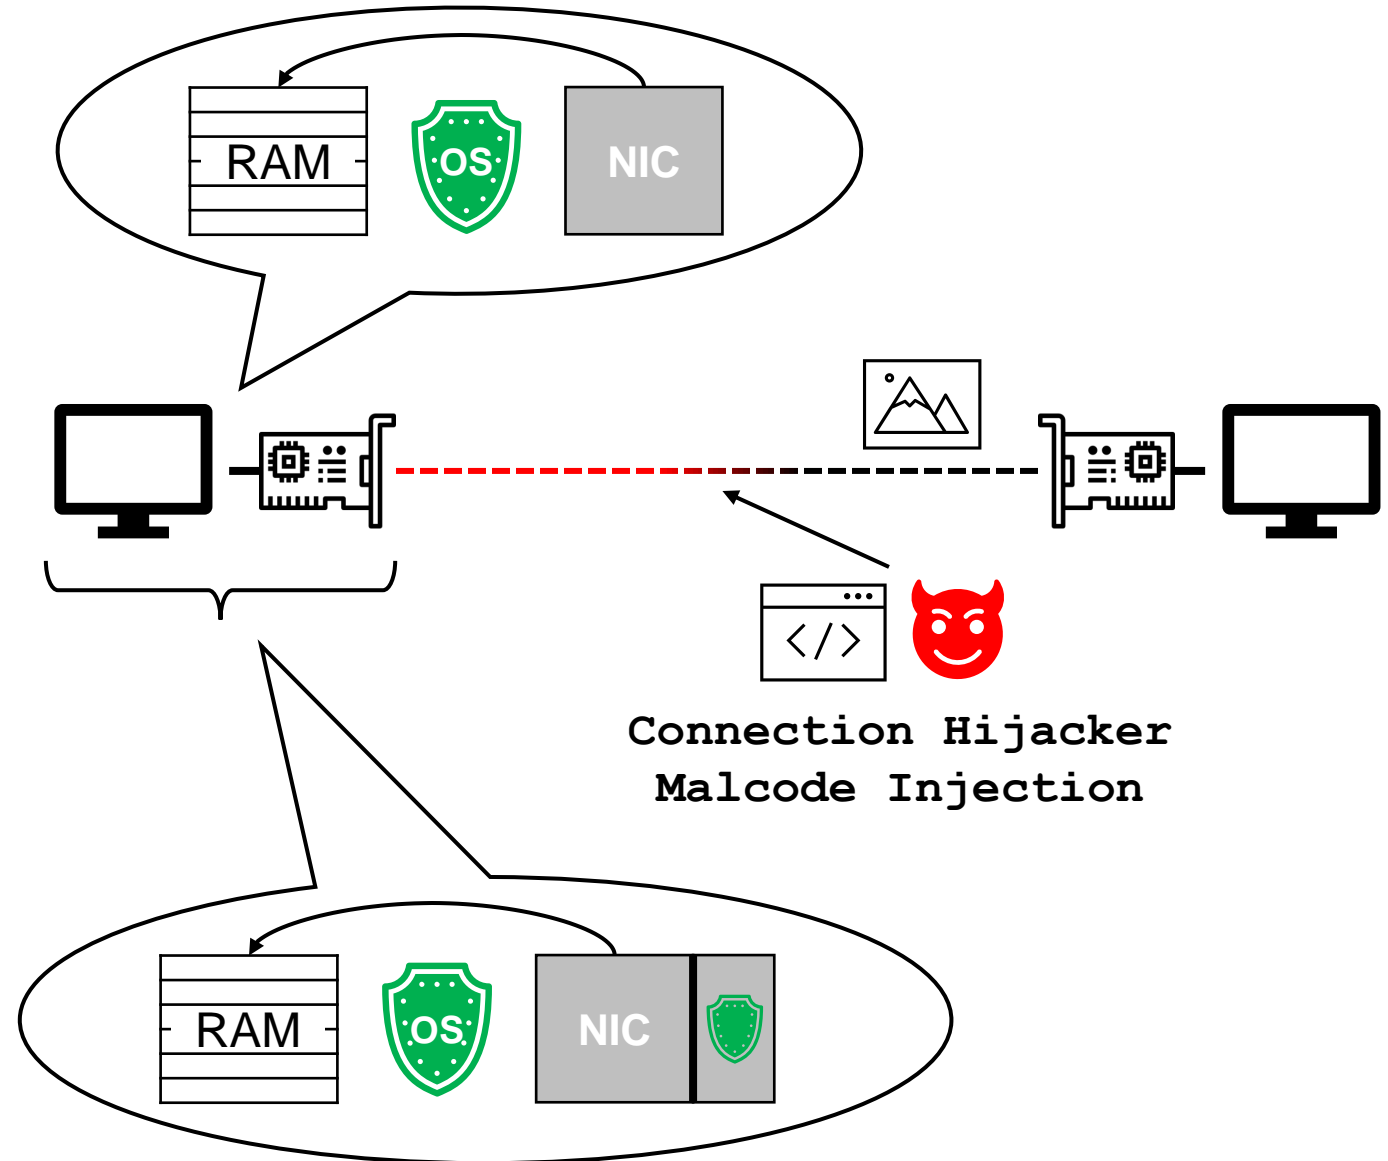 RAM
OS
NIC
</>
Connection Hijacker
Malcode Injection
RAM
OS
NIC